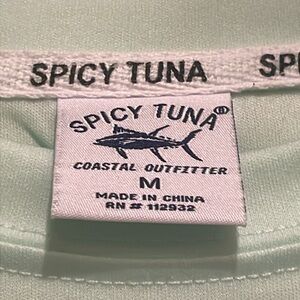 SPICY TUNA SP
SPICY TUNA®
COASTAL OUTFITTER
M
MADE IN CHINA
RN # 112932